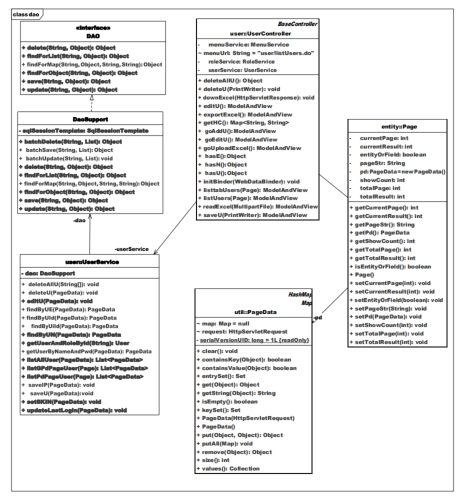 class dao
«interface»
DAO
+ delete(String, Object): Object
+ findForList(String, Object): Object
+ findForMap(String, Object, String, String): Object
+ findForObject(String, Object): Object
+ save(String, Object): Object
+ update(String, Object): Object
DaoSupport
- sqlSessionTemplate: SqlSessionTemplate
+ batchDelete(String, List): Object
+ batchSave(String, List): Object
+ batchUpdate(String, List): void
+ delete(String, Object): Object
+ findForList(String, Object): Object
+ findForMap(String, Object, String, String): Object
+ findForObject(String, Object): Object
+ save(String, Object): Object
+ update(String, Object): Object
-dao
-userService
users:UserService
- dao: DaoSupport
+ deleteAllU(String[]): void
+ deleteU(PageData): void
+ editU(PageData): void
+ findByUE(PageData): PageData
+ findByUId(PageData): PageData
+ findByUiId(PageData): PageData
+ findByUN(PageData): PageData
+ getUserAndRoleById(String): User
+ getUserByNameAndPwd(PageData): PageData
+ listAllUser(PageData): List<PageData>
+ listGPdPageUser(Page): List<PageData>
+ listPdPageUser(Page): List<PageData>
+ saveIP(PageData): void
+ saveU(PageData): void
+ setSKIN(PageData): void
+ updateLastLogin(PageData): void
BaseController
users:UserController
- menuService: MenuService
~ menuUrl: String = "user/listUsers.do"
- roleService: RoleService
- userService: UserService
+ deleteAllU(): Object
+ deleteU(PrintWriter): void
+ downExcel(HttpServletResponse): void
+ editU(): ModelAndView
+ exportExcel(): ModelAndView
+ getHC(): Map<String, String>
+ goAddU(): ModelAndView
+ goEditU(): ModelAndView
+ goUploadExcel(): ModelAndView
+ hasE(): Object
+ hasN(): Object
+ hasU(): Object
+ initBinder(WebDataBinder): void
+ listtabUsers(Page): ModelAndView
+ listUsers(Page): ModelAndView
+ readExcel(MultipartFile): ModelAndView
+ saveU(PrintWriter): ModelAndView
entity:Page
- currentPage: int
- currentResult: int
- entityOrField: boolean
- pageStr: String
- pd: PageData=new PageData()
- showCount: int
- totalPage: int
- totalResult: int
+ getCurrentPage(): int
+ getCurrentResult(): int
+ getPageStr(): String
+ getPd(): PageData
+ getShowCount(): int
+ getTotalPage(): int
+ getTotalResult(): int
+ isEntityOrField(): boolean
+ Page()
+ setCurrentPage(int): void
+ setCurrentResult(int): void
+ setEntityOrField(boolean): void
+ setPageStr(String): void
+ setPd(PageData): void
+ setShowCount(int): void
+ setTotalPage(int): void
+ setTotalResult(int): void
-pd
HashMap
Map
util::PageData
~ map: Map = null
~ request: HttpServletRequest
- serialVersionUID: long = 1L {readOnly}
+ clear(): void
+ containsKey(Object): boolean
+ containsValue(Object): boolean
+ entrySet(): Set
+ get(Object): Object
+ getString(Object): String
+ isEmpty(): boolean
+ keySet(): Set
+ PageData(HttpServletRequest)
+ PageData()
+ put(Object, Object): Object
+ putAll(Map): void
+ remove(Object): Object
+ size(): int
+ values(): Collection